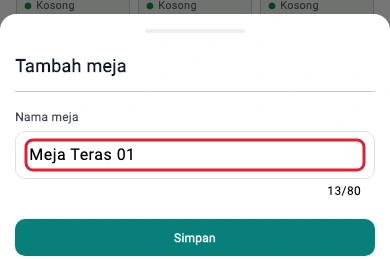 Kosong Kosong Kosong
Tambah meja
Nama meja
Meja Teras 01
13/80
Simpan